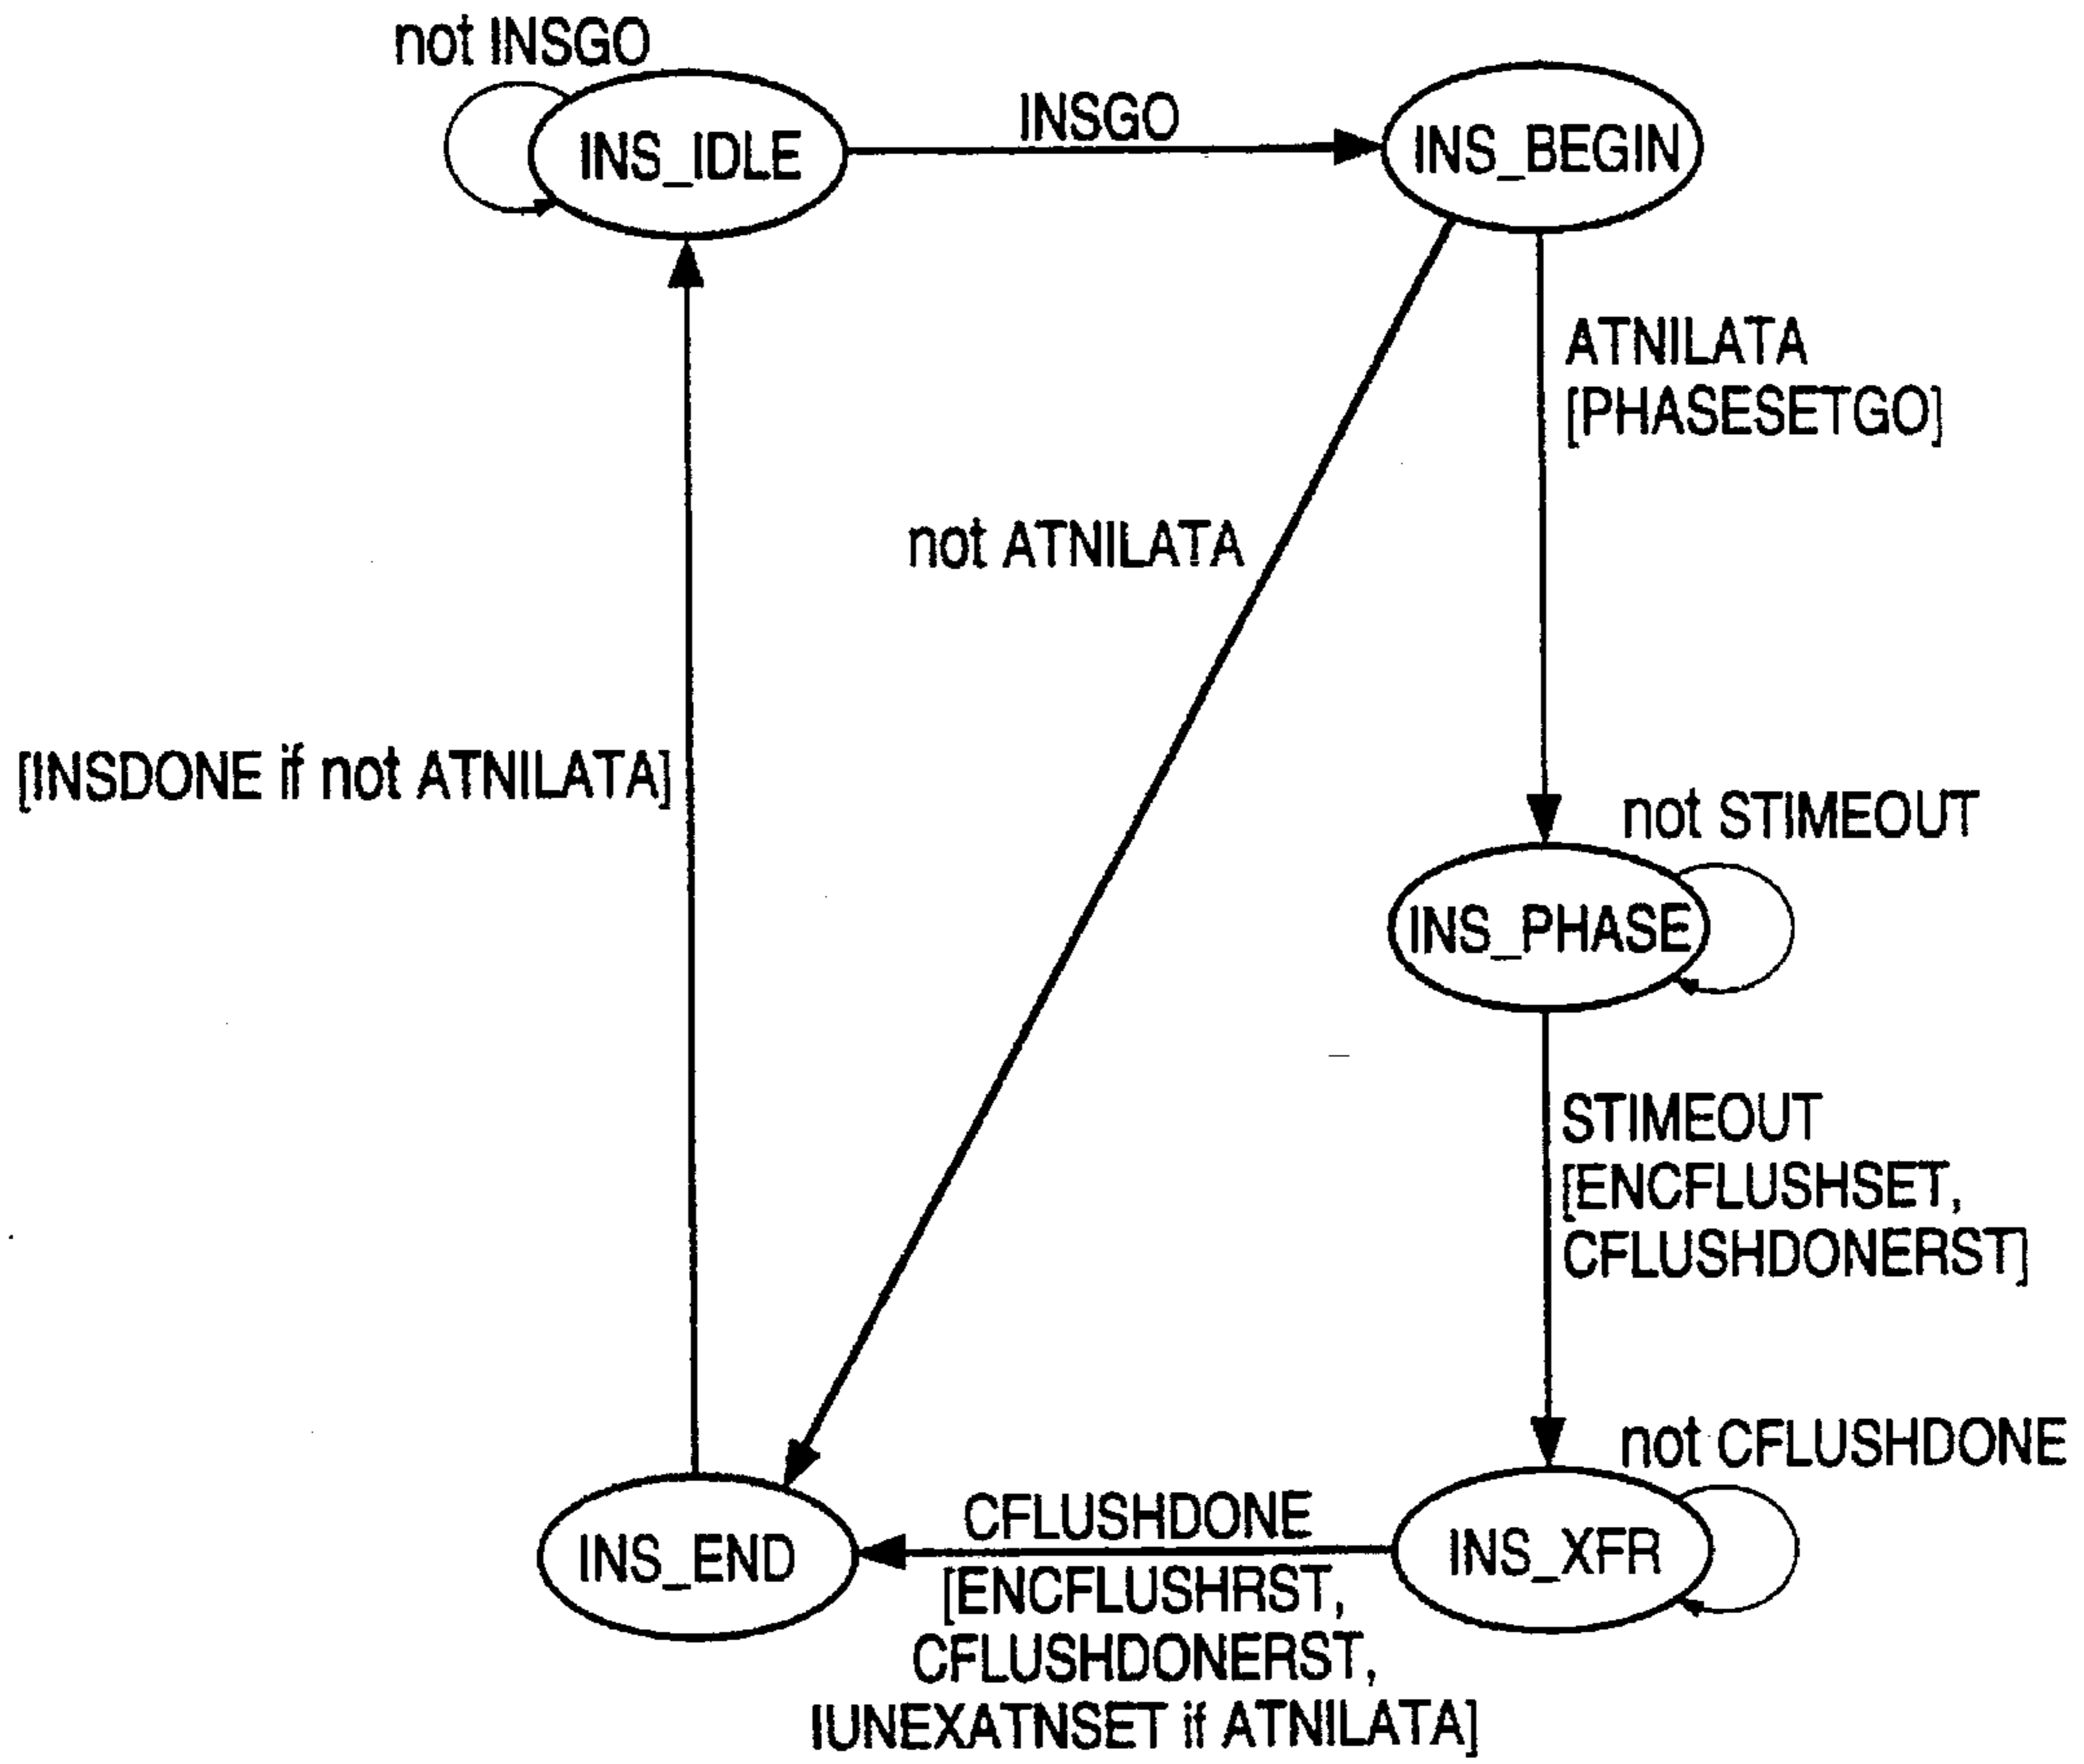 not INSGO
INS_IDLE
INSGO
INS_BEGIN
ATNILATA
[PHASESETGO]
not ATNILATA
[INSDONE if not ATNILATA]
not STIMEOUT
INS_PHASE
STIMEOUT
[ENCFLUSHSET,
CFLUSHDONERST]
not CFLUSHDONE
INS_END
CFLUSHDONE
INS_XFR
[ENCFLUSHRST,
CFLUSHDONERST,
IUNEXATNSET if ATNILATA]